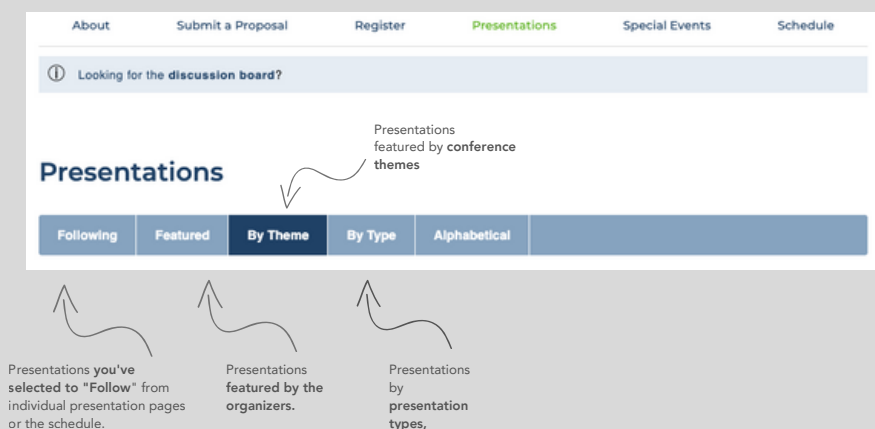 About Submit a Proposal Register Presentations Special Events Schedule
Looking for the discussion board?
Presentations
featured by conference
themes
Presentations
Following Featured By Theme By Type Alphabetical
Presentations you've
selected to "Follow" from
individual presentation pages
or the schedule.
Presentations
featured by the
organizers.
Presentations
by
presentation
types,